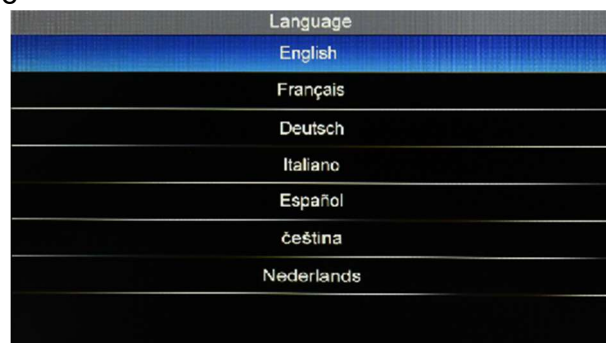 Language
English
Français
Deutsch
Italiano
Español
čeština
Nederlands